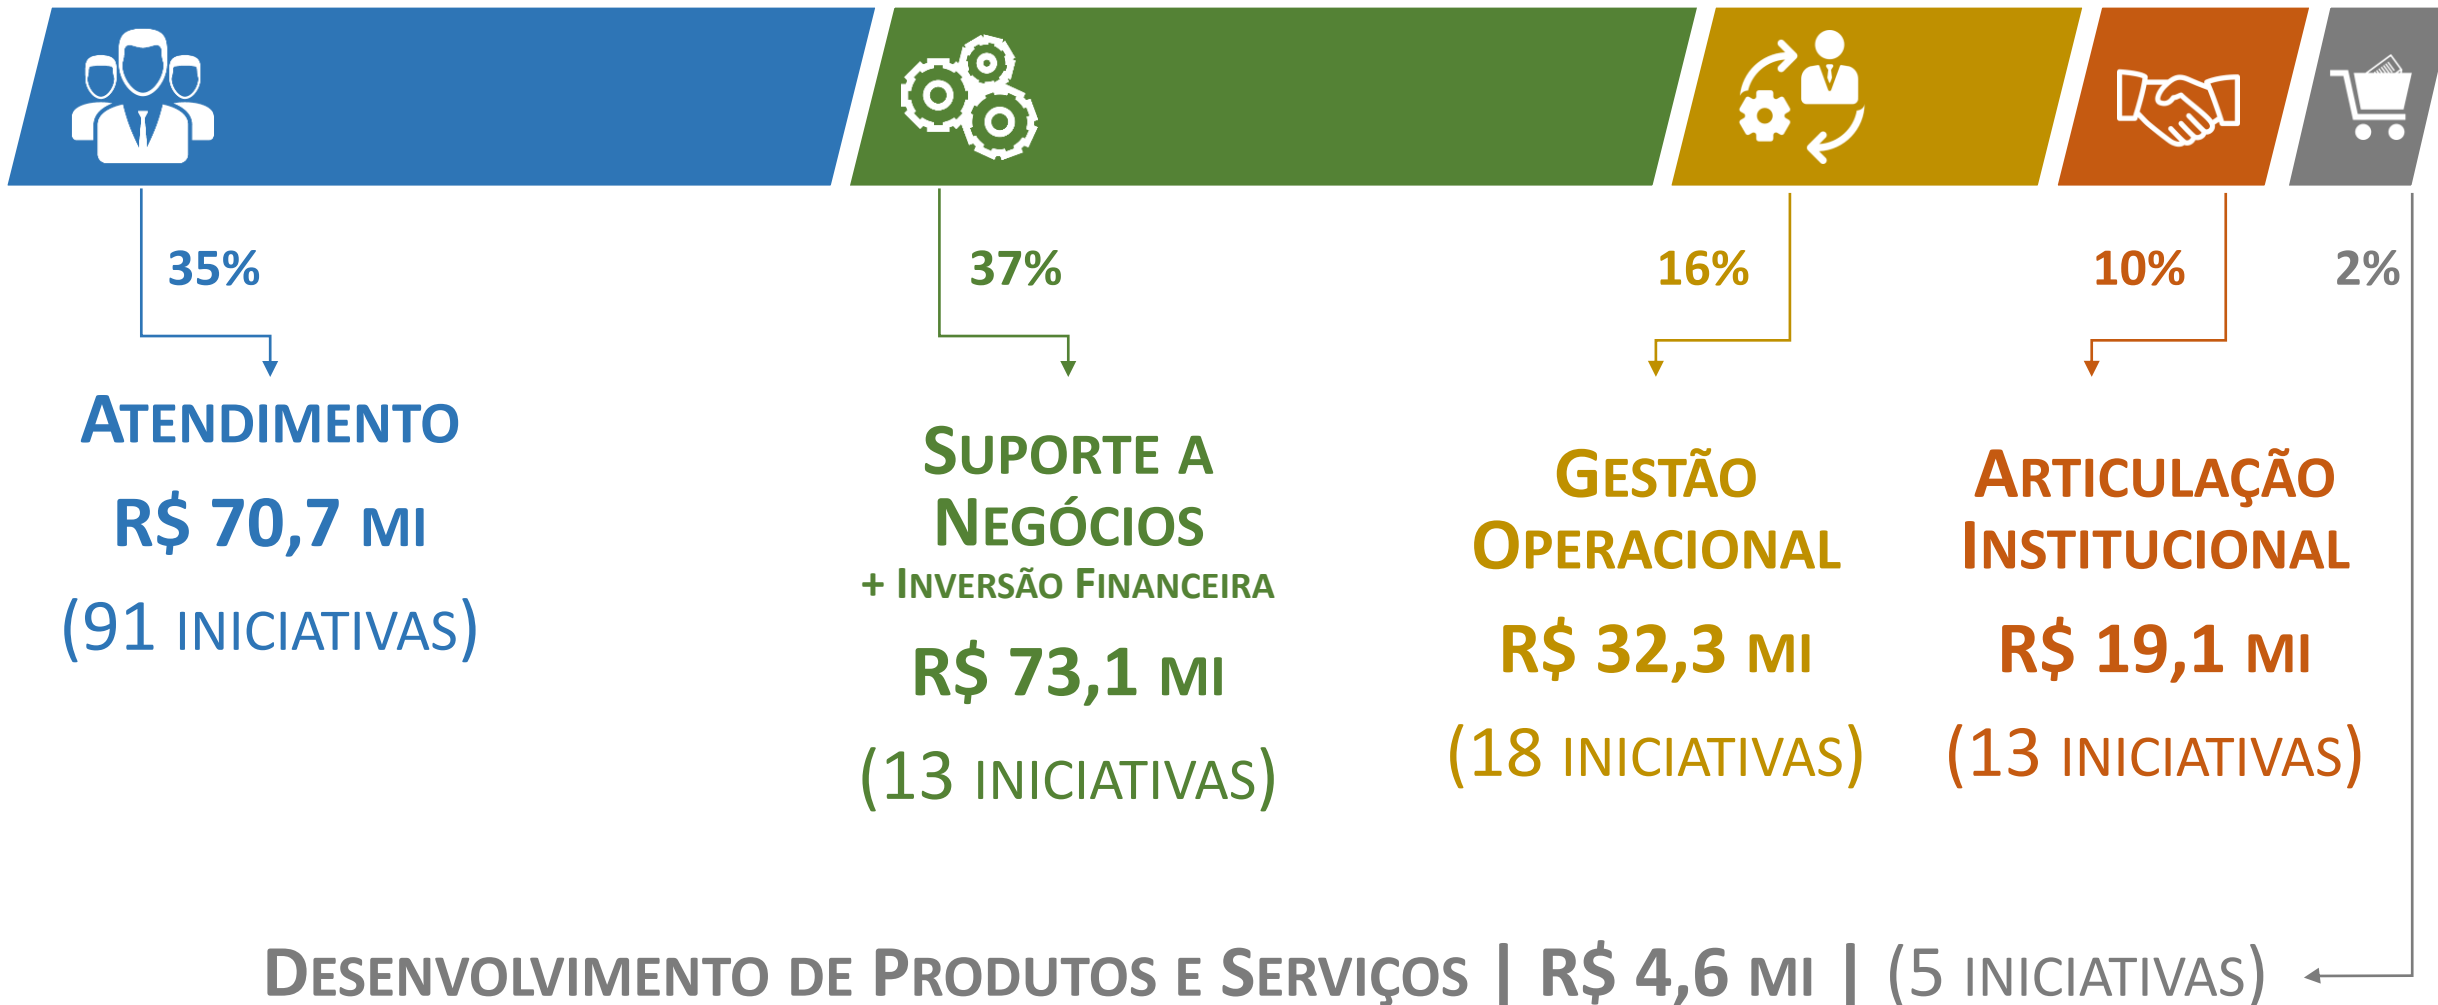 35%
37%
16%
10%
2%
ATENDIMENTO
R$ 70,7 MI
(91 INICIATIVAS)
SUPORTE A
NEGÓCIOS
+ INVERSÃO FINANCEIRA
R$ 73,1 MI
(13 INICIATIVAS)
GESTÃO
OPERACIONAL
R$ 32,3 MI
(18 INICIATIVAS)
ARTICULAÇÃO
INSTITUCIONAL
R$ 19,1 MI
(13 INICIATIVAS)
DESENVOLVIMENTO DE PRODUTOS E SERVIÇOS | R$ 4,6 MI | (5 INICIATIVAS)